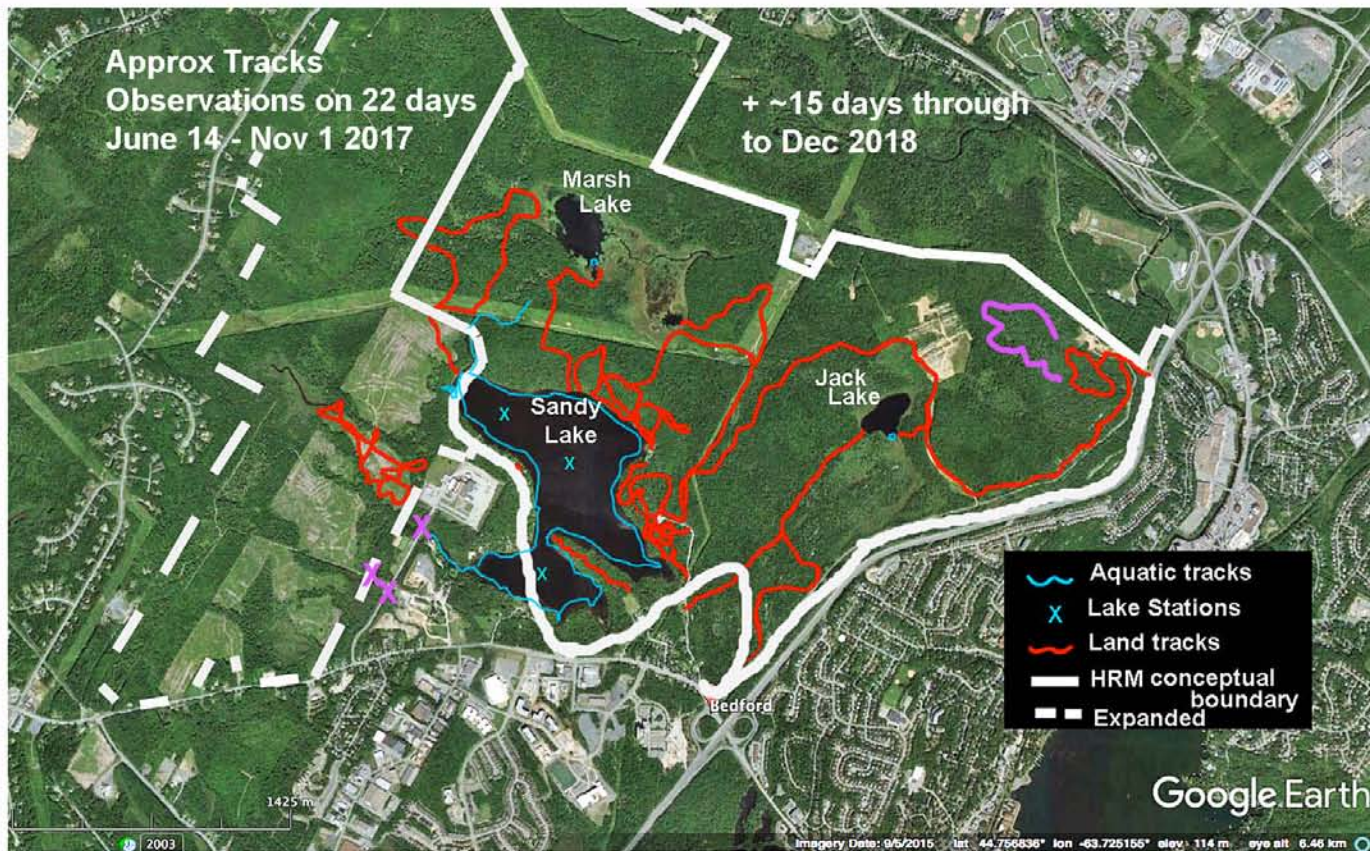 Approx Tracks
Observations on 22 days
June 14 - Nov 1 2017
+ ~15 days through
to Dec 2018
Marsh
Lake
Jack
Lake
Sandy
Lake
X
X
X
X
X
X
Aquatic tracks
X Lake Stations
Land tracks
HRM conceptual
boundary
Expanded
Bedford
1425 m
Google Earth
2003
Imagery Date: 9/5/2015 lat 44.756836° lon -63.725155° elev 114 m eye alt 6.46 km